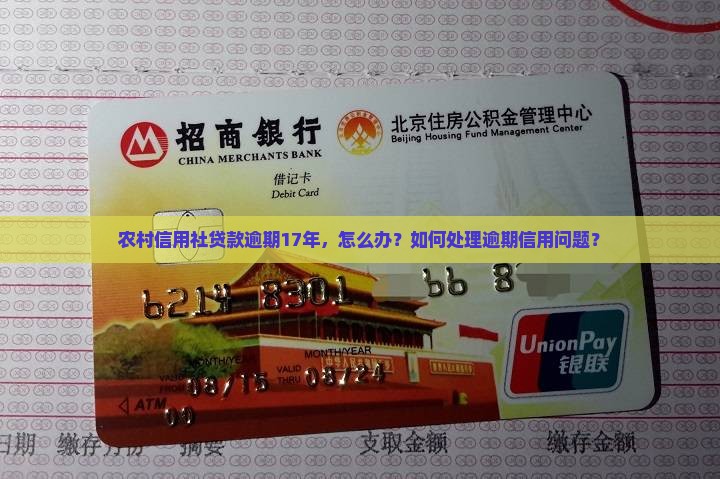 招商銀行
CHINA MERCHANTS BANK
北京住房公积金管理中心
Beijing Housing Fund Management Center
借记卡
Debit Card
农村信用社贷款逾期17年，怎么办？如何处理逾期信用问题？
6214 8301 66 8
UnionPay
银联
MONTH/YEAR MONTH/YEAR
VALID FROM 08/15 VALID THRU 08/24
ATM
00
日期 缴存月份 摘要 支取金额 缴存金额